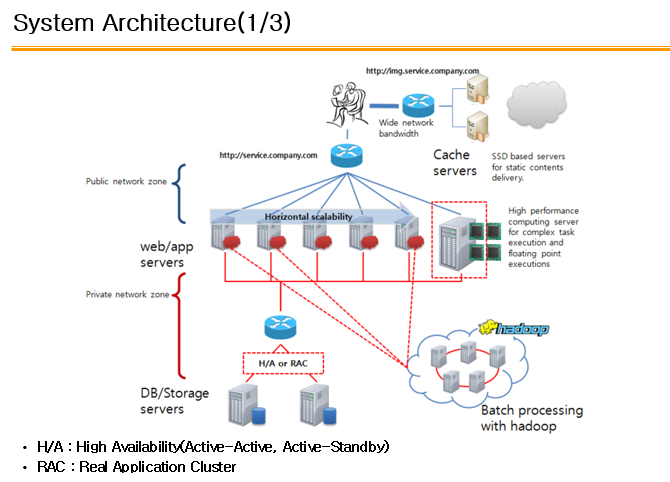 System Architecture(1/3)
http://img.service.company.com
Wide network
bandwidth
Cache
servers
SSD based servers
for static contents
delivery.
http://service.company.com
Public network zone
Horizontal scalability
High performance
computing server
for complex task
execution and
floating point
executions
web/app
servers
Private network zone
hadoop
H/A or RAC
DB/Storage
servers
Batch processing
with hadoop
• H/A : High Availability(Active-Active, Active-Standby)
• RAC : Real Application Cluster